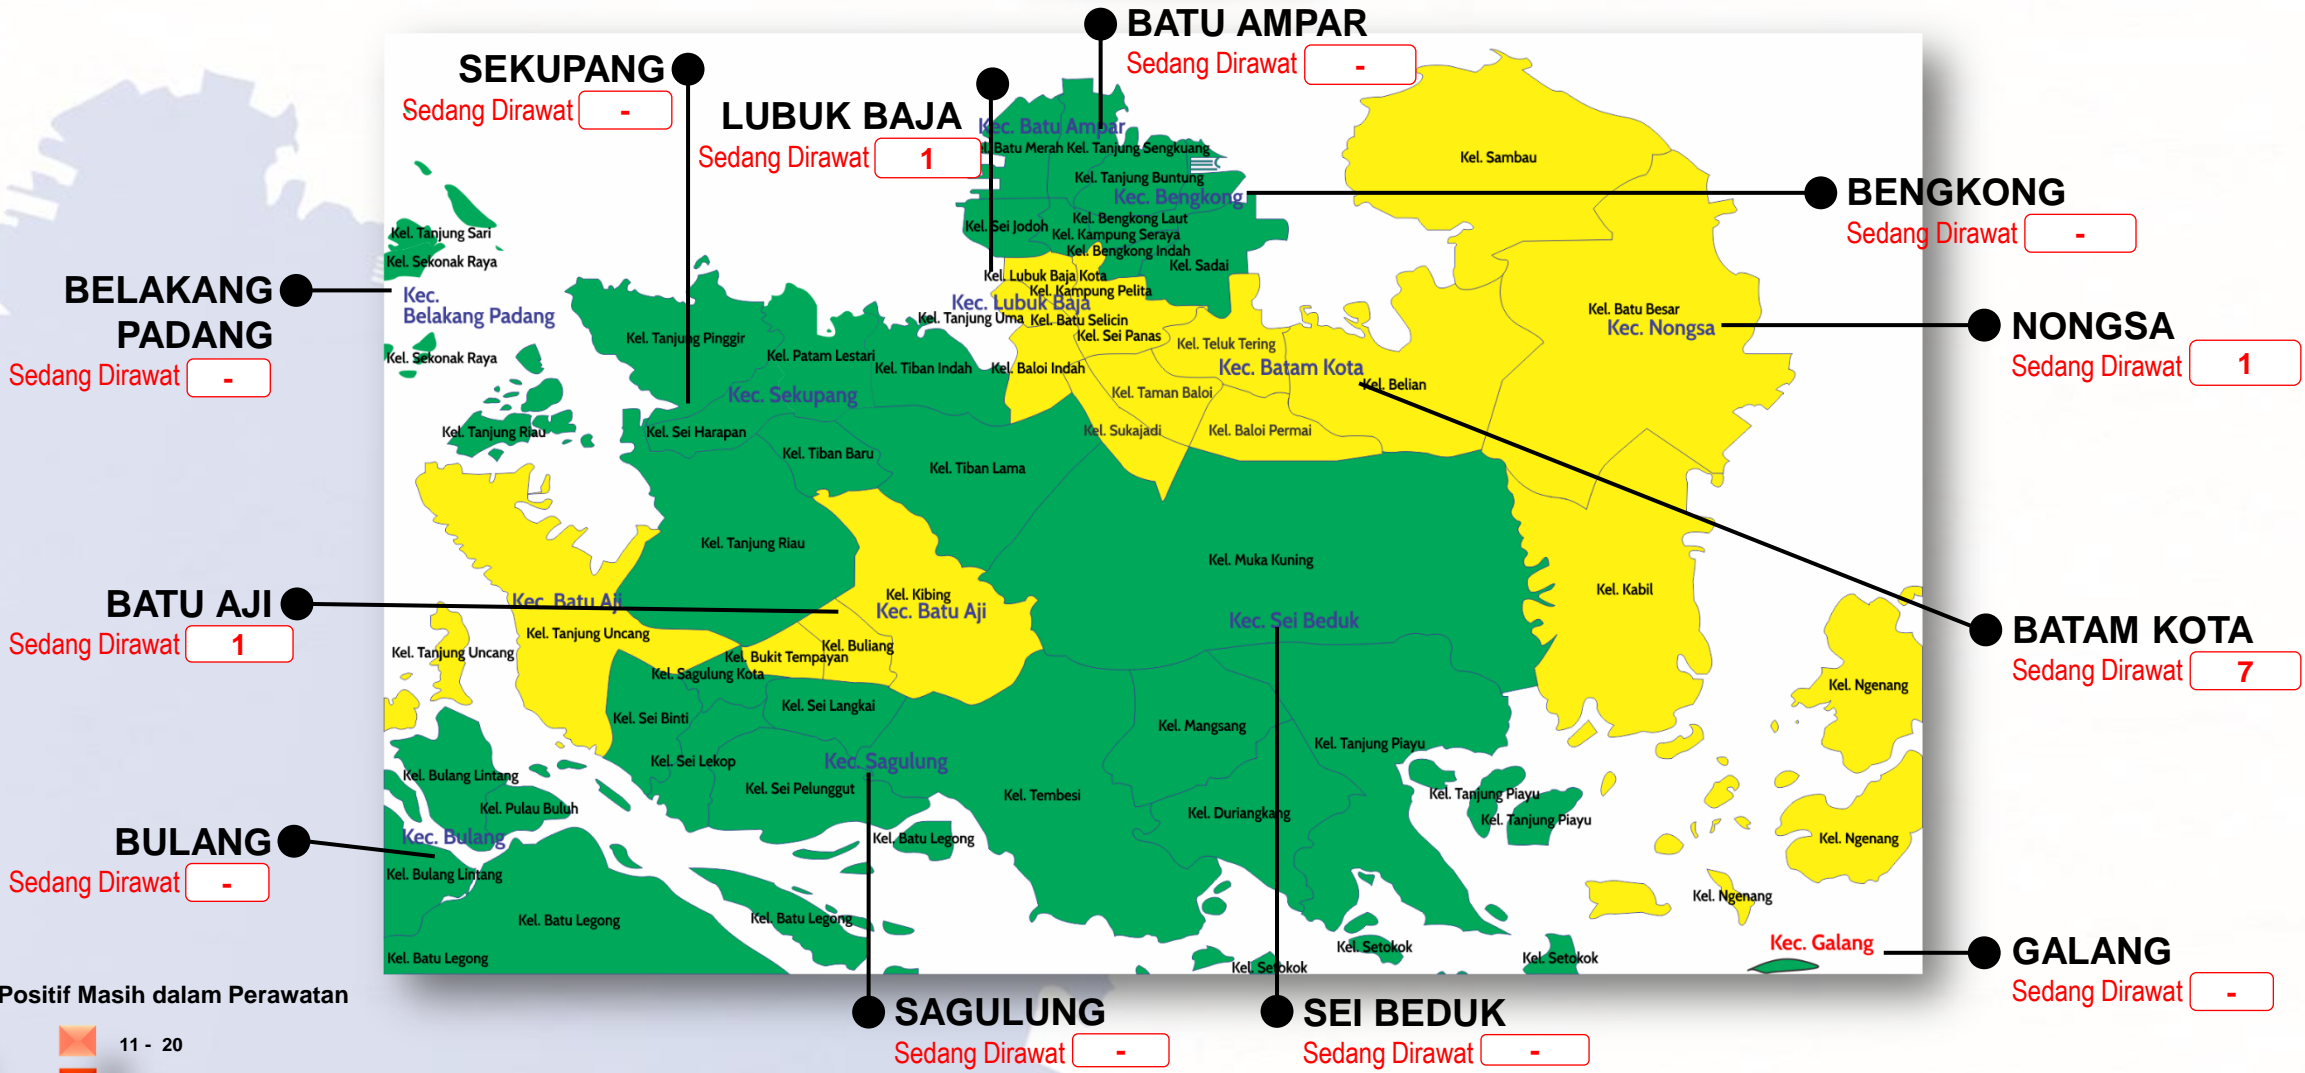 BATU AMPAR
Sedang Dirawat -
SEKUPANG
Sedang Dirawat -
LUBUK BAJA
Sedang Dirawat 1
BENGKONG
Sedang Dirawat -
BELAKANG
PADANG
Sedang Dirawat -
NONGSA
Sedang Dirawat 1
BATU AJI
Sedang Dirawat 1
BATAM KOTA
Sedang Dirawat 7
BULANG
Sedang Dirawat -
GALANG
Sedang Dirawat -
SAGULUNG
Sedang Dirawat -
SEI BEDUK
Sedang Dirawat -
Kec. Batu Ampar
Batu Merah
Kel. Tanjung Sengkuang
Kel. Tanjung Buntung
Kec. Bengkong
Kel. Bengkong Laut
Kel. Sei Jodoh
Kel. Kampung Seraya
Kel. Bengkong Indah
Kel. Sadai
Kel. Sambau
Kel. Tanjung Sari
Kel. Sekonak Raya
Kec.
Belakang Padang
Kel. Sekonak Raya
Kel. Tanjung Riau
Kel. Lubuk Baja Kota
Kel. Kampung Pelita
Kec. Lubuk Baja
Kel. Tanjung Uma
Kel. Batu Selicin
Kel. Sei Panas
Kel. Baloi Indah
Kel. Teluk Tering
Kec. Batam Kota
Kel. Belian
Kel. Taman Baloi
Kel. Sukajadi
Kel. Baloi Permai
Kel. Batu Besar
Kec. Nongsa
Kel. Tanjung Pinggir
Kel. Patam Lestari
Kel. Tiban Indah
Kec. Sekupang
Kel. Sei Harapan
Kel. Tiban Baru
Kel. Tiban Lama
Kel. Tanjung Riau
Kel. Muka Kuning
Kel. Kabil
Kec. Batu Aji
Kel. Kibing
Kec. Batu Aji
Kel. Tanjung Uncang
Kel. Tanjung Uncang
Kel. Buliang
Kel. Bukit Tempayan
Kel. Sagulung Kota
Kec. Sei Beduk
Kel. Ngenang
Kel. Sei Langkai
Kel. Sei Binti
Kel. Mangsang
Kel. Tanjung Piayu
Kel. Sei Lekop
Kec. Sagulung
Kel. Bulang Lintang
Kel. Sei Pelunggut
Kel. Tembesi
Kel. Tanjung Piayu
Kel. Pulau Buluh
Kel. Duriangkang
Kel. Tanjung Piayu
Kec. Bulang
Kel. Batu Legong
Kel. Ngenang
Kel. Bulang Lintang
Kel. Ngenang
Kel. Batu Legong
Kel. Batu Legong
Kec. Galang
Kel. Setokok
Kel. Batu Legong
Kel. Setokok
Kel. Setokok
Positif Masih dalam Perawatan
11 - 20